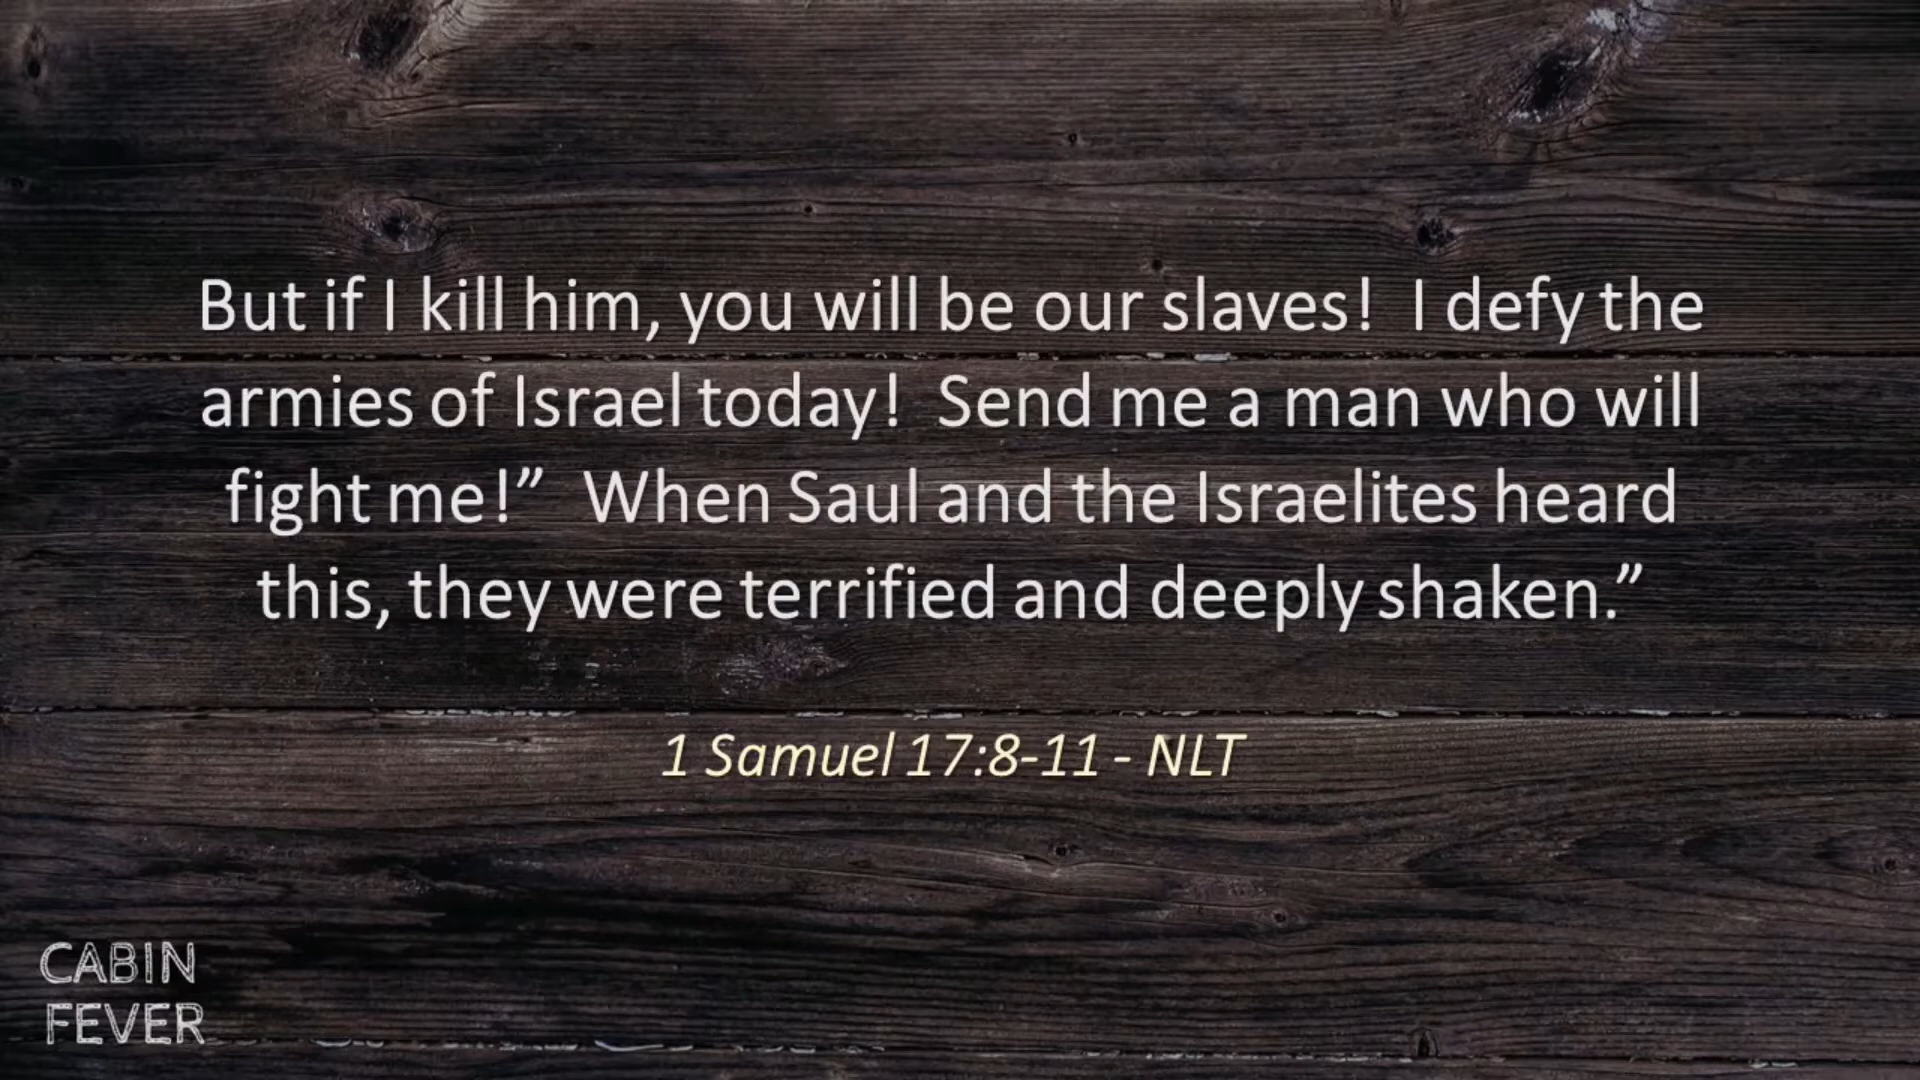 But if I kill him, you will be our slaves!  I defy the
armies of Israel today!  Send me a man who will
fight me!”  When Saul and the Israelites heard
this, they were terrified and deeply shaken.”
1 Samuel 17:8-11 - NLT
CABIN
FEVER